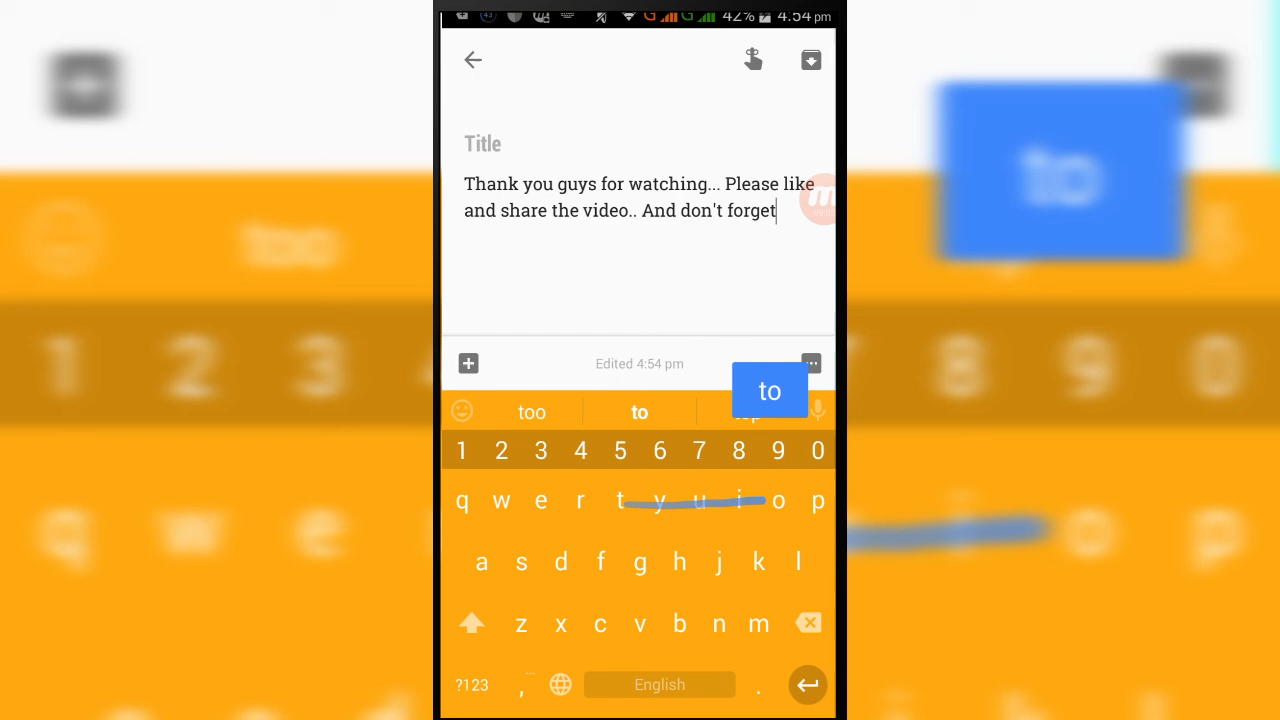 43 G G 42% 4:54 pm
Title
Thank you guys for watching... Please like
and share the video.. And don't forget
Edited 4:54 pm
to
too to
1 2 3 4 5 6 7 8 9 0
q w e r t y u i o p
a s d f g h j k l
z x c v b n m
?123 , English .